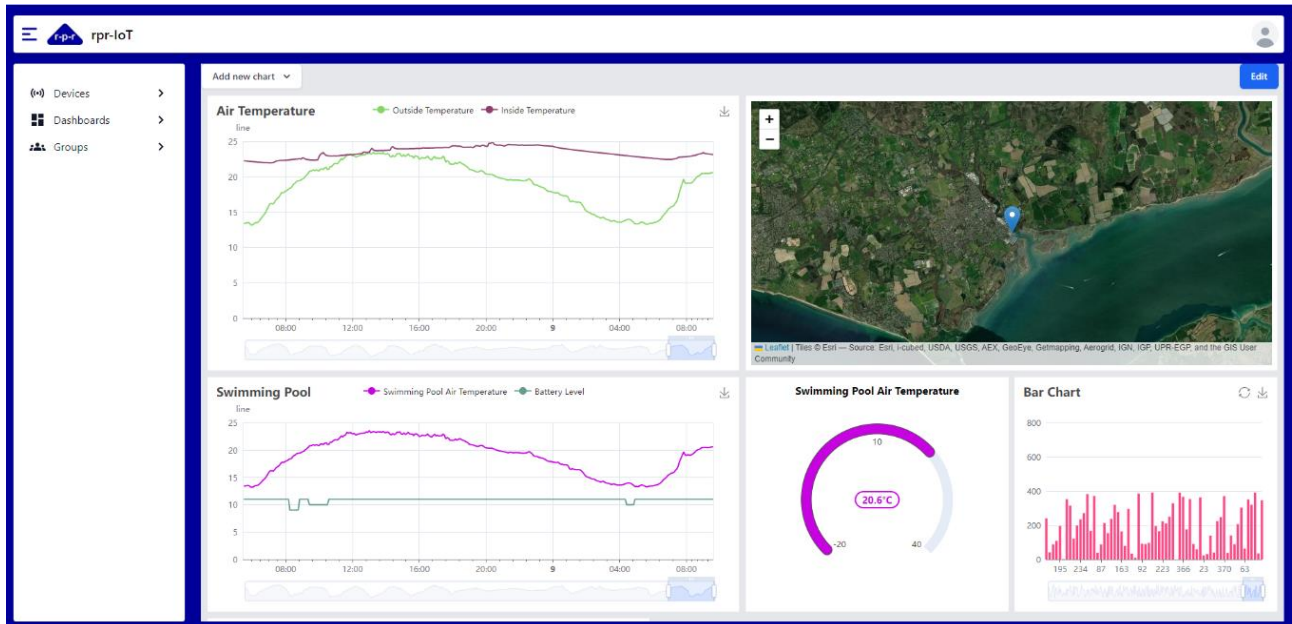 r-p-r rpr-IoT
Devices
Dashboards
Groups
Add new chart
Edit
Air Temperature
Outside Temperature Inside Temperature
line
25
20
15
10
5
0
08:00 12:00 16:00 20:00 9 04:00 08:00
+
−
Leaflet | Tiles © Esri — Source: Esri, i-cubed, USDA, USGS, AEX, GeoEye, Getmapping, Aerogrid, IGN, IGP, UPR-EGP, and the GIS User
Community
Swimming Pool
Swimming Pool Air Temperature Battery Level
line
25
20
15
10
5
0
08:00 12:00 16:00 20:00 9 04:00 08:00
Swimming Pool Air Temperature
10
20.6°C
-20 40
Bar Chart
800
600
400
200
0
195 234 87 163 92 223 366 23 370 63